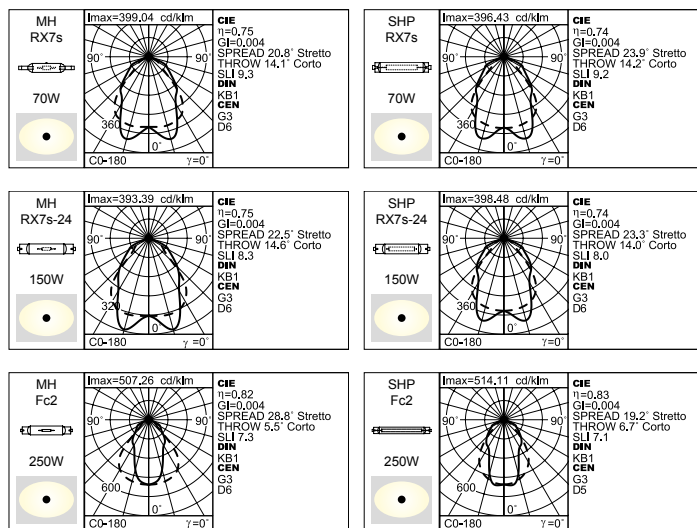 MH
RX7s
70W
Imax=399.04 cd/klm
90°
90°
360
0°
C0-180 γ=0°
CIE
η=0.75
GI=0.004
SPREAD 20.8° Stretto
THROW 14.1° Corto
SLI 9.3
DIN
KB1
CEN
G3
D6
SHP
RX7s
70W
Imax=396.43 cd/klm
90°
90°
360
0°
C0-180 γ=0°
CIE
η=0.74
GI=0.004
SPREAD 23.9° Stretto
THROW 14.2° Corto
SLI 9.2
DIN
KB1
CEN
G3
D6
MH
RX7s-24
150W
Imax=393.39 cd/klm
90°
90°
320
0°
C0-180 γ=0°
CIE
η=0.75
GI=0.004
SPREAD 22.5° Stretto
THROW 14.6° Corto
SLI 8.3
DIN
KB1
CEN
G3
D6
SHP
RX7s-24
150W
Imax=398.48 cd/klm
90°
90°
360
0°
C0-180 γ=0°
CIE
η=0.74
GI=0.004
SPREAD 23.3° Stretto
THROW 14.0° Corto
SLI 8.0
DIN
KB1
CEN
G3
D6
MH
Fc2
250W
Imax=507.26 cd/klm
90°
90°
600
0°
C0-180 γ=0°
CIE
η=0.82
GI=0.004
SPREAD 28.8° Stretto
THROW 5.5° Corto
SLI 7.3
DIN
KB1
CEN
G3
D6
SHP
Fc2
250W
Imax=514.11 cd/klm
90°
90°
600
0°
C0-180 γ=0°
CIE
η=0.83
GI=0.004
SPREAD 19.2° Stretto
THROW 6.7° Corto
SLI 7.1
DIN
KB1
CEN
G3
D5